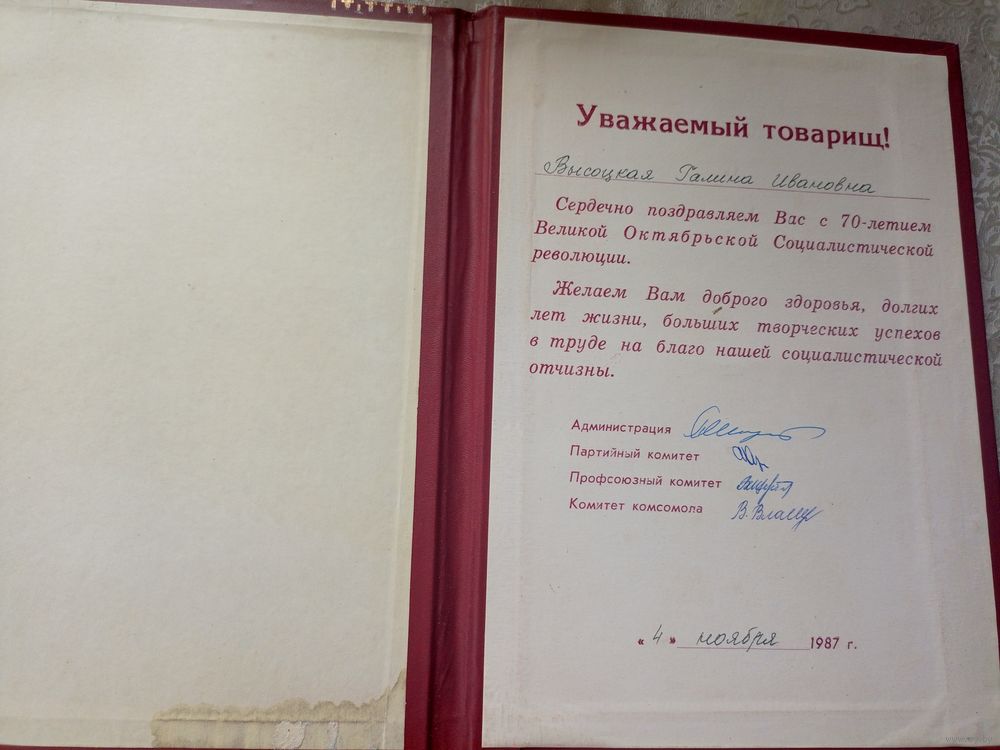 Уважаемый товарищ!
Высоцкая Галина Ивановна
Сердечно поздравляем Вас с 70-летием
Великой Октябрьской Социалистической
революции.
Желаем Вам доброго здоровья, долгих
лет жизни, больших творческих успехов
в труде на благо нашей социалистической
отчизны.
Администрация
Партийный комитет
Профсоюзный комитет
Комитет комсомола В.
«4» ноября 1987 г.